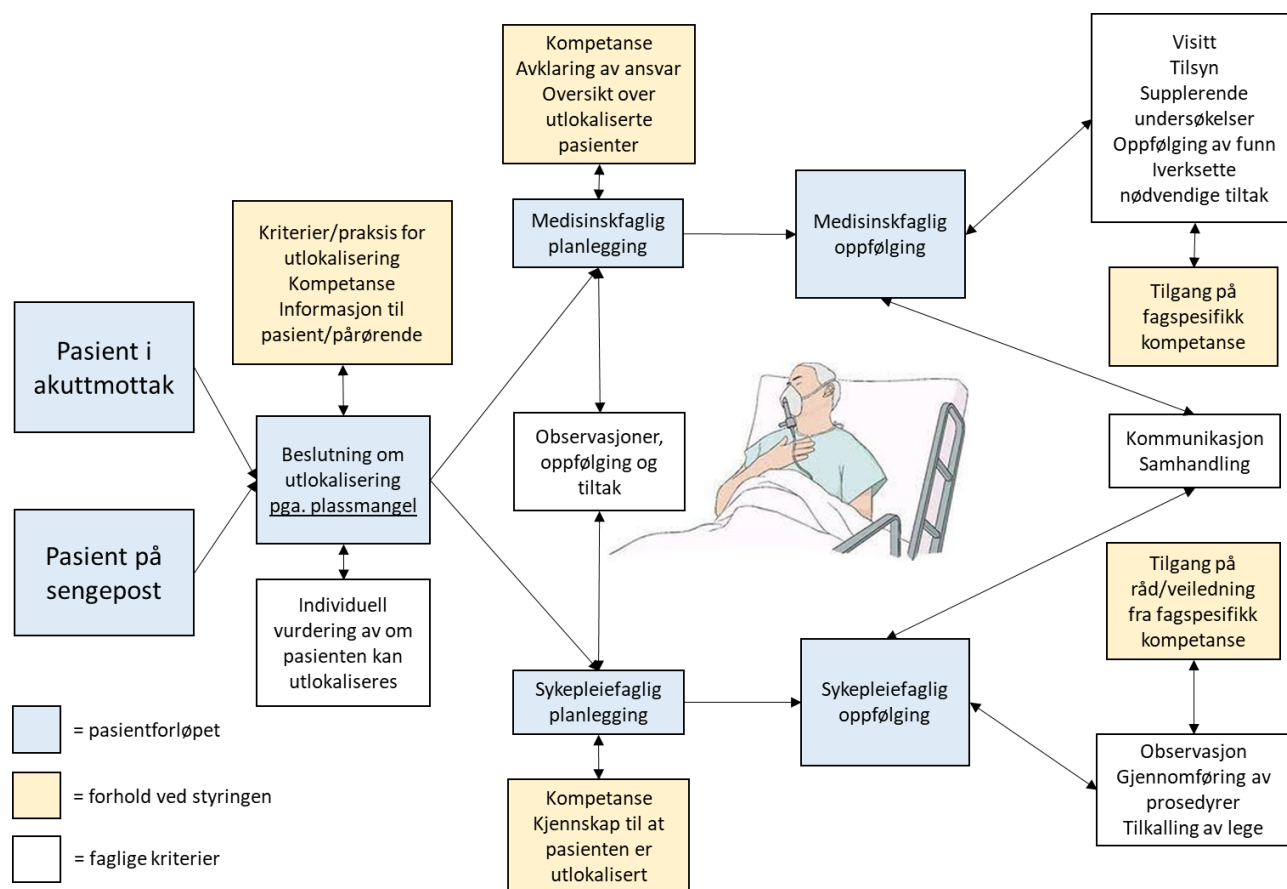 Kompetanse
Avklaring av ansvar
Oversikt over
utlokaliserte
pasienter
Visitt
Tilsyn
Supplerende
undersøkelser
Oppfølging av funn
Iverksette
nødvendige tiltak
Kriterier/praksis for
utlokalisering
Kompetanse
Informasjon til
pasient/pårørende
Medisinskfaglig
planlegging
Medisinskfaglig
oppfølging
Tilgang på
fagspesifikk
kompetanse
Pasient i
akuttmottak
Beslutning om
utlokalisering
pga. plassmangel
Observasjoner,
oppfølging og
tiltak
Kommunikasjon
Samhandling
Pasient på
sengepost
Individuell
vurdering av om
pasienten kan
utlokaliseres
Sykepleiefaglig
planlegging
Sykepleiefaglig
oppfølging
Tilgang på
råd/veiledning
fra fagspesifikk
kompetanse
Kompetanse
Kjennskap til at
pasienten er
utlokalisert
Observasjon
Gjennomføring av
prosedyrer
Tilkalling av lege
= pasientforløpet
= forhold ved styringen
= faglige kriterier